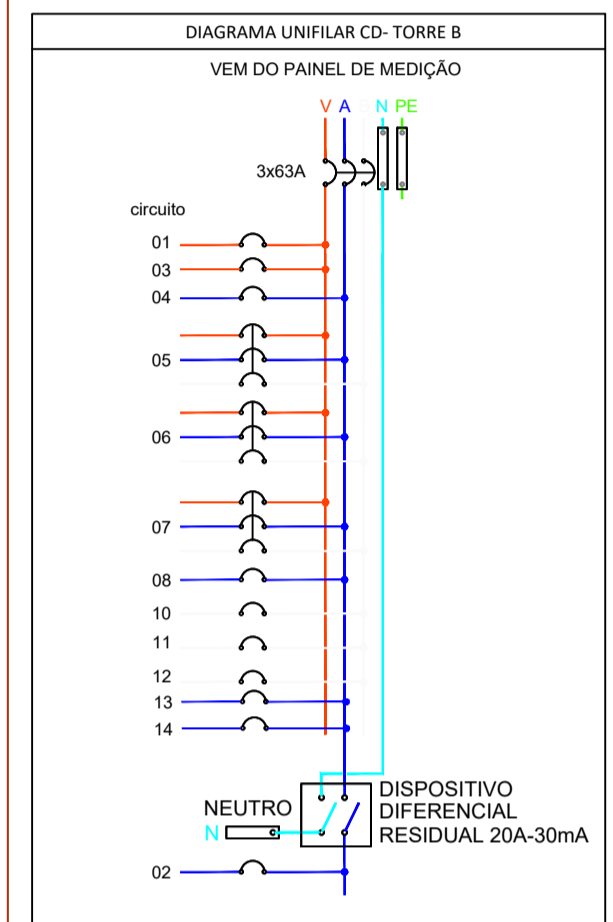 DIAGRAMA UNIFILAR CD- TORRE B
VEM DO PAINEL DE MEDIÇÃO
V A B N PE
3x63A
circuito
01
03
04
05
06
07
08
10
11
12
13
14
DISPOSITIVO
DIFERENCIAL
RESIDUAL 20A-30mA
NEUTRO
N
02